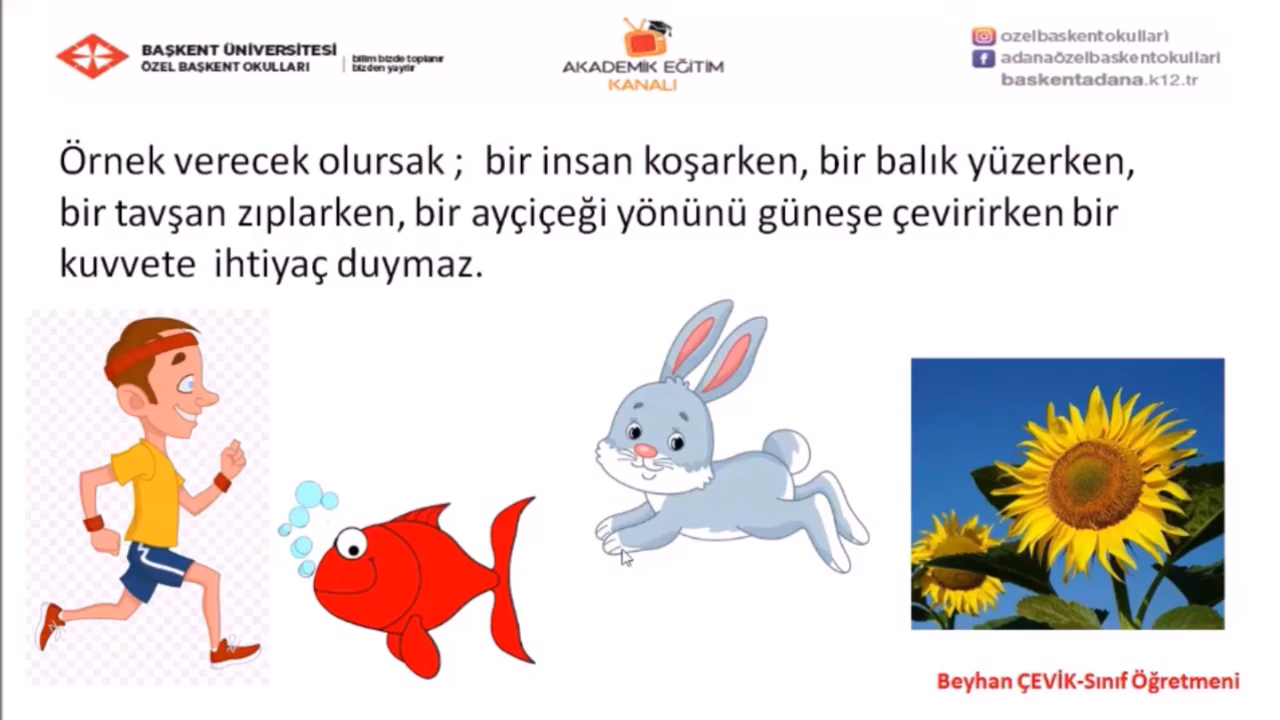 BAŞKENT ÜNİVERSİTESİ
ÖZEL BAŞKENT OKULLARI
bilim bizde toplanır
bizden yayılır
AKADEMİK EĞİTİM
KANALI
ozelbaskentokullari
adanaözelbaskentokullari
baskentadana.k12.tr
Örnek verecek olursak ; bir insan koşarken, bir balık yüzerken,
bir tavşan zıplarken, bir ayçiçeği yönünü güneşe çevirirken bir
kuvvete ihtiyaç duymaz.
Beyhan ÇEVİK-Sınıf Öğretmeni